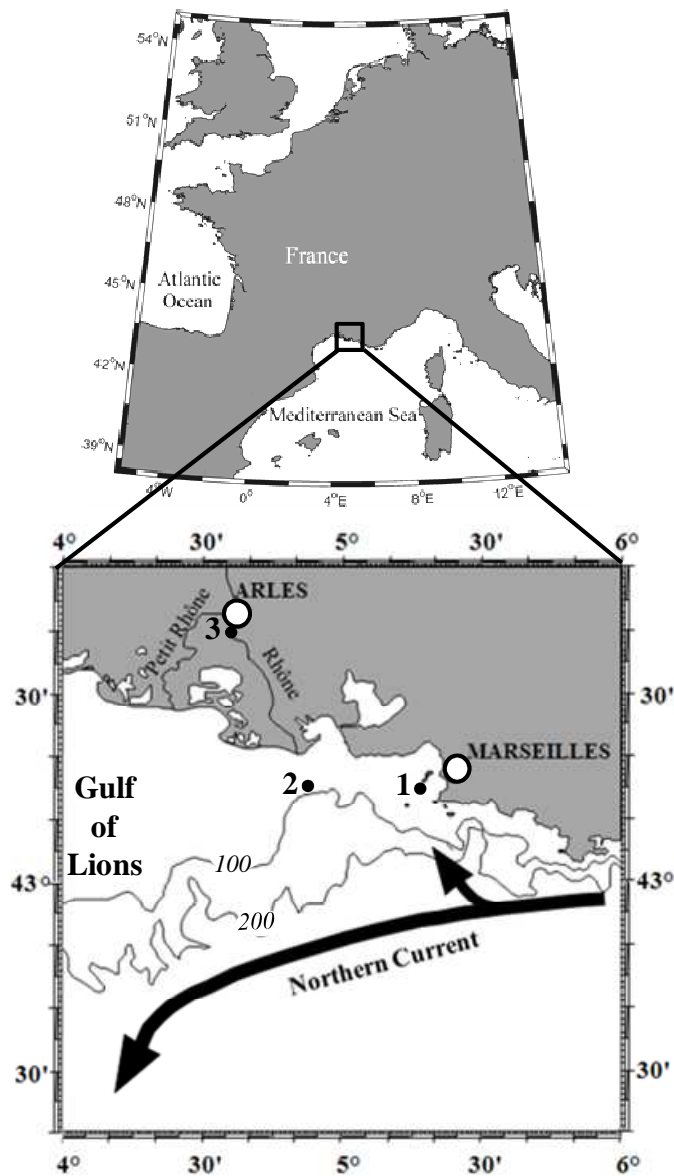 54°N
51°N
48°N
45°N
42°N
39°N
France
Atlantic
Ocean
Mediterranean Sea
4°W
0°
4°E
8°E
12°E
4° 30' 5° 30' 6°
ARLES
3
Petit Rhône
Rhône
30' 30'
MARSEILLES
2
1
Gulf
of
Lions
100
43° 43°
200
Northern Current
30' 30'
4° 30' 5° 30' 6°